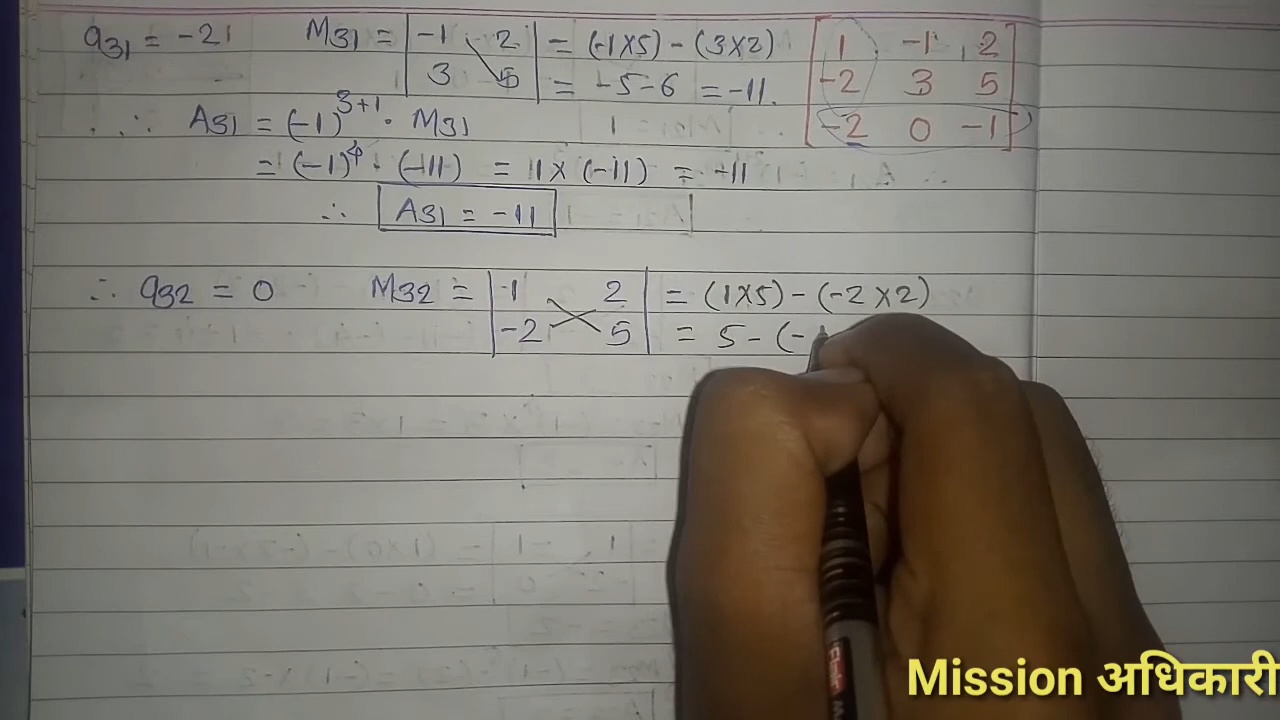 a31 = -2 M31 = | -1 2 | = (-1×5) - (3×2) [ 1 -1 2
| 3 5 | = -5-6 = -11. -2 3 5
∴ A31 = (-1)^3+1 · M31 -2 0 -1 ]
= (-1)^4 · (-11) = 1 × (-11) = -11
∴ A31 = -11
∴ a32 = 0 M32 = | 1 2 | = (1×5) - (-2×2)
| -2 5 | = 5 - (-
Mission अधिकारी